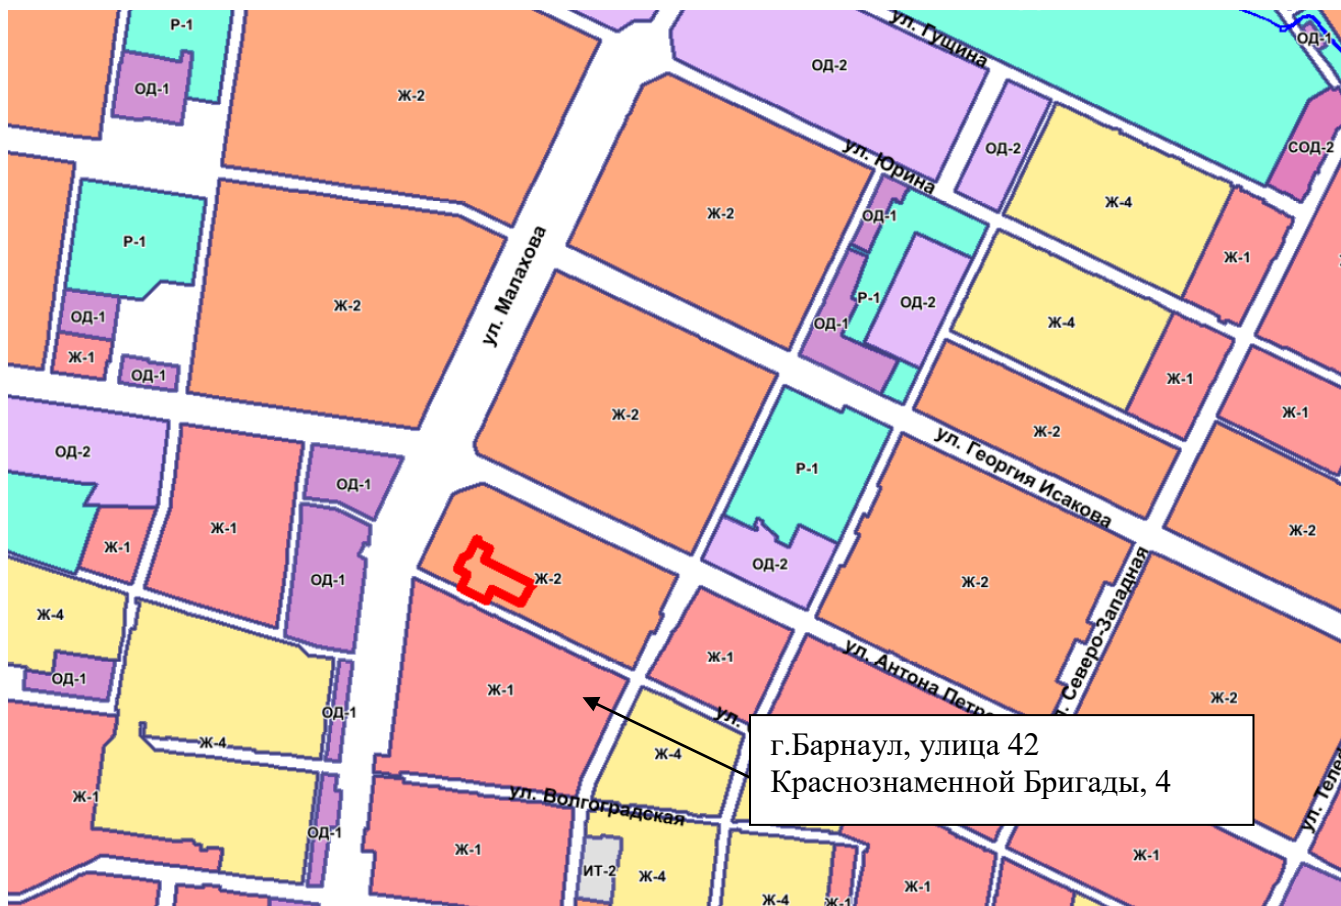 Р-1
ул. Гущина
ОД-1
ОД-2
ОД-1
Ж-2
ОД-2
СОД-2
ул. Юрина
Ж-4
Ж-2
ОД-1
Р-1
Ж-1
ул. Малахова
Р-1
ОД-2
Ж-2
ОД-1
ОД-1
Ж-4
Ж-1
ОД-1
Ж-1
Ж-2
Ж-2
Ж-1
ОД-2
ул. Георгия Исакова
Р-1
ОД-1
Ж-1
Ж-2
Ж-1
ОД-2
Ж-2
ОД-1
Ж-2
Северо-Западная
Ж-4
ул. Антона Петро
Ж-1
ОД-1
Ж-1
Ж-2
ОД-1
ул.
г.Барнаул, улица 42
Краснознаменной Бригады, 4
Ж-4
Ж-4
ул. Теле
Ж-1
ул. Волгоградская
ОД-1
Ж-1
Ж-1
ИТ-2
Ж-4
Ж-1
Ж-4
Ж-1